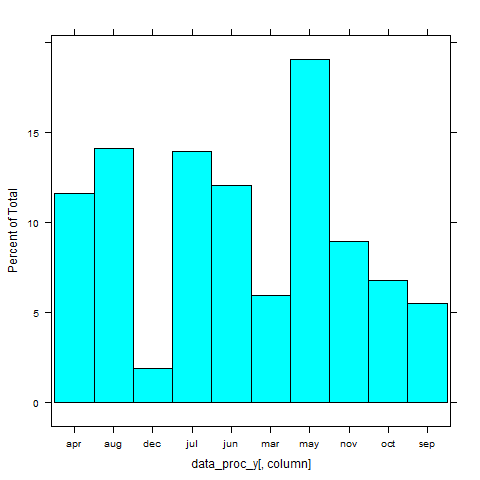 Percent of Total
15
10
5
0
apr aug dec jul jun mar may nov oct sep
data_proc_y[, column]